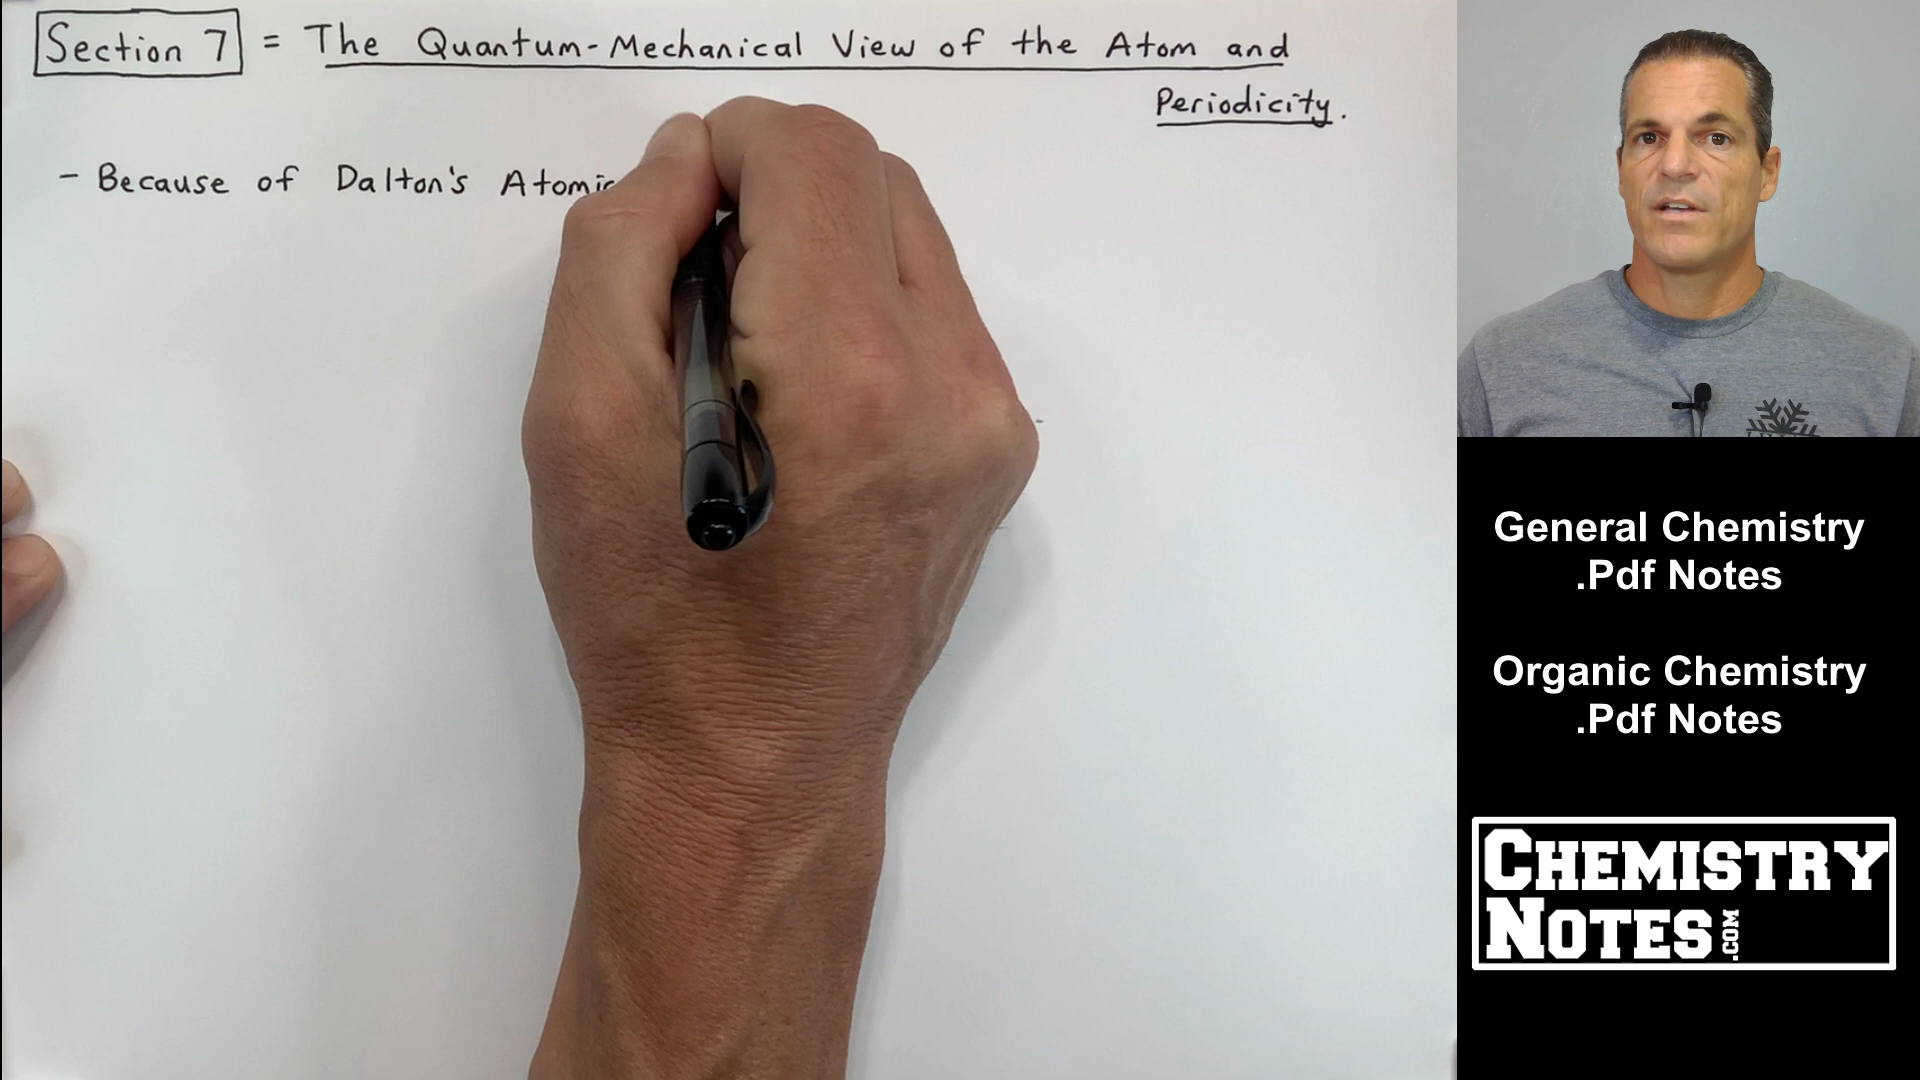 Section 7 = The Quantum-Mechanical View of the Atom and
Periodicity.
- Because of Dalton's Atomic
General Chemistry
.Pdf Notes
Organic Chemistry
.Pdf Notes
CHEMISTRY
NOTES.COM